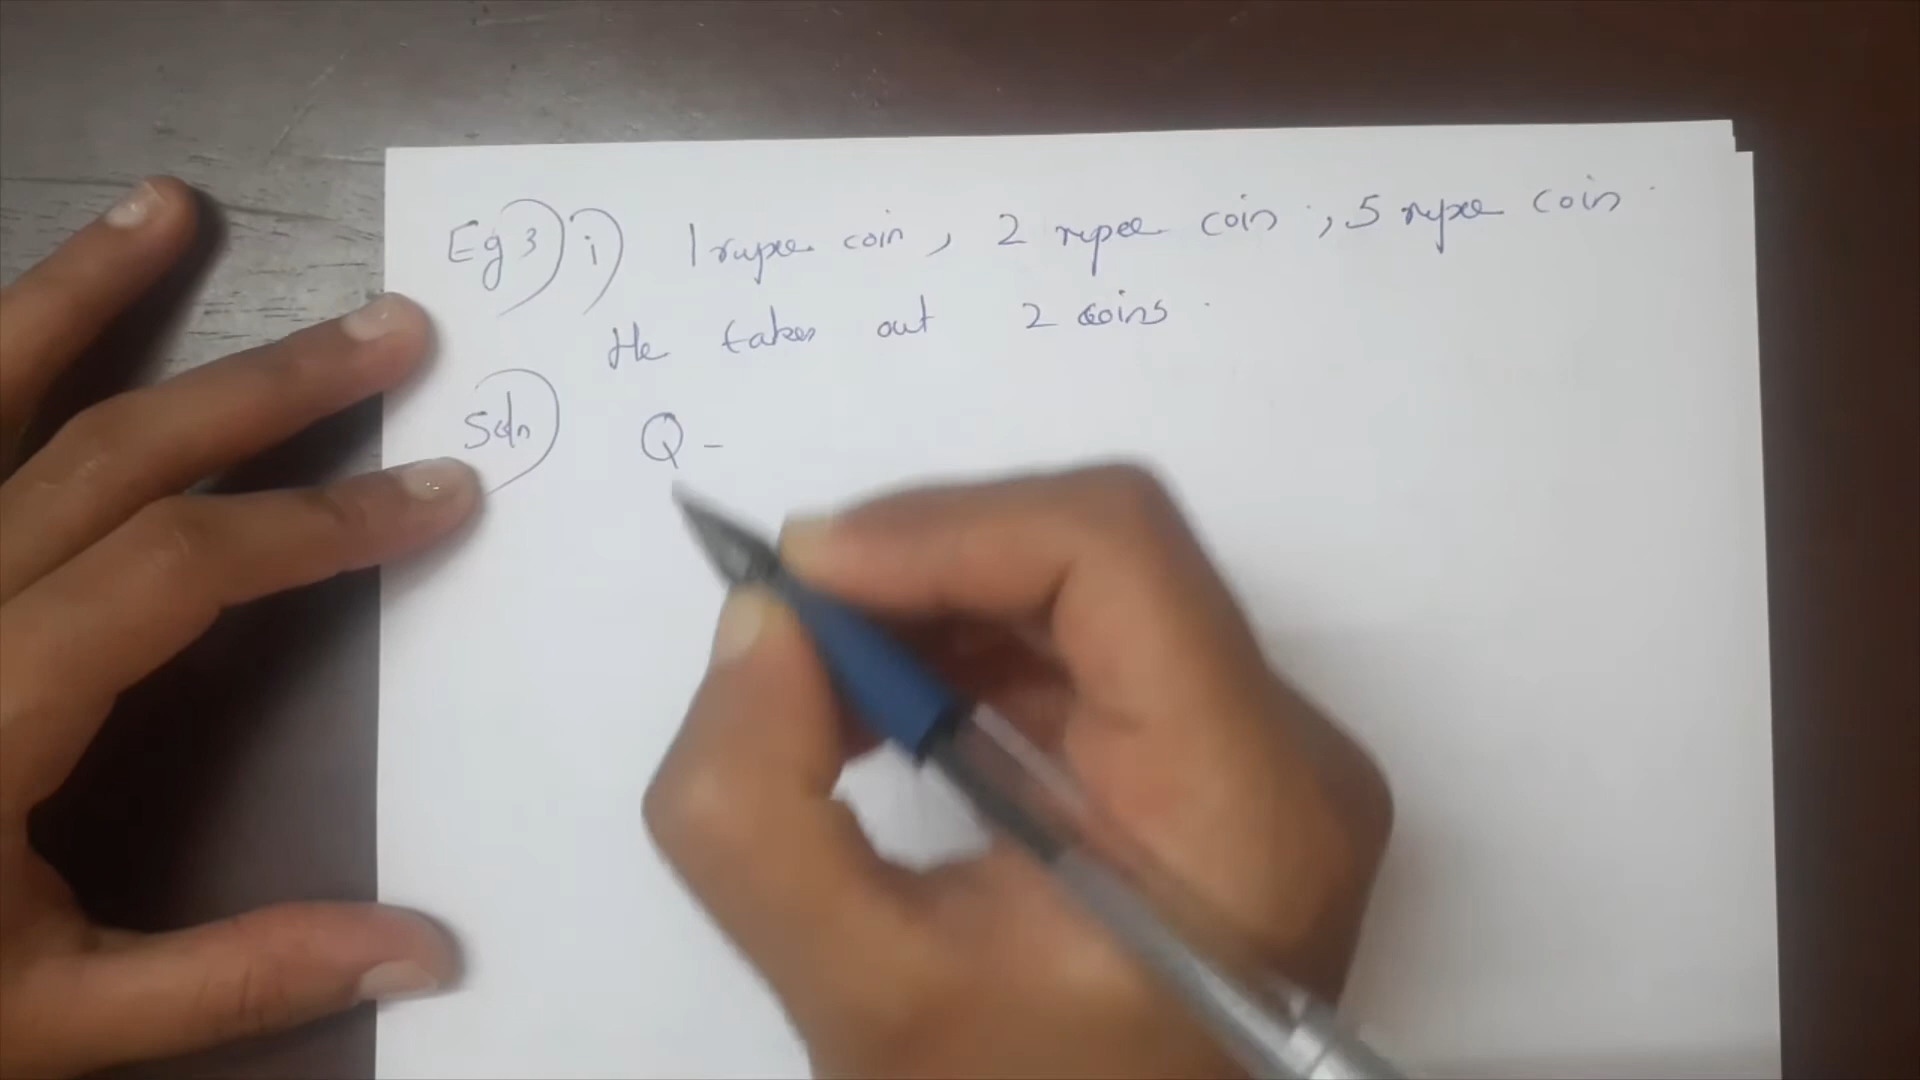 Eg 3) i) 1 rupee coin, 2 rupee coin, 5 rupee coin.
He takes out 2 coins.
Soln) Q -